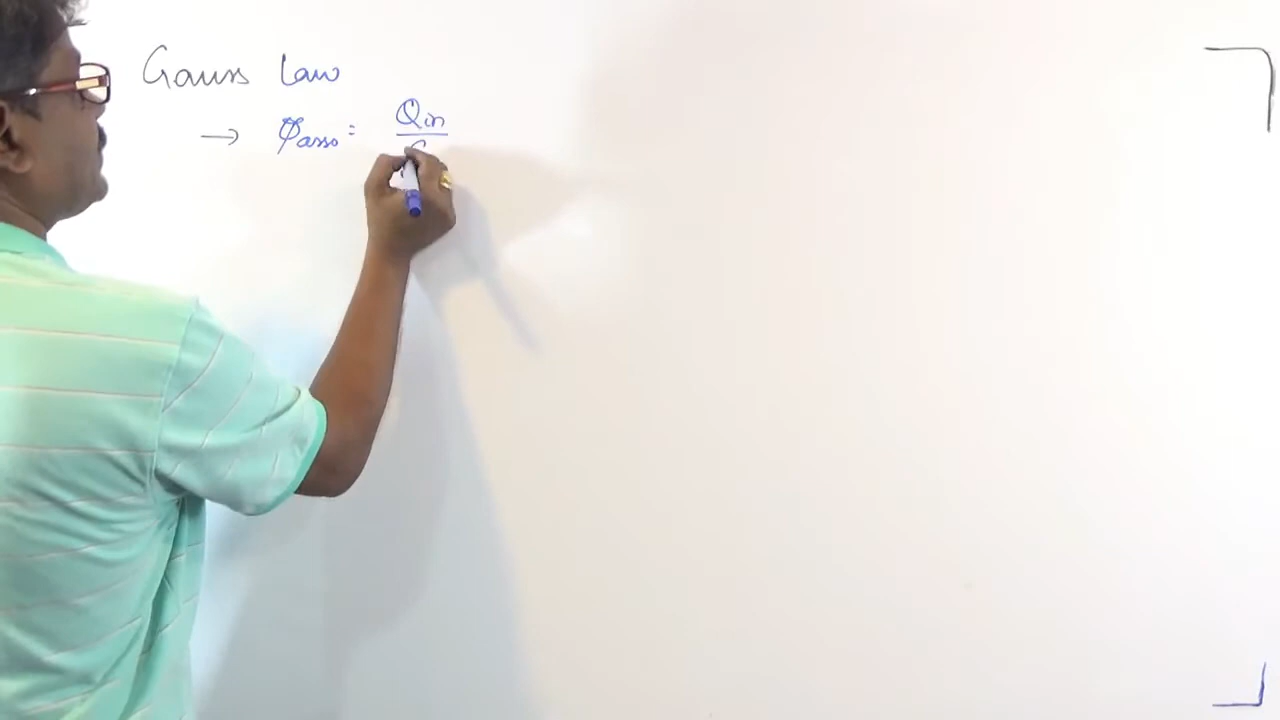 Gauss Law
→ φasso = Qin